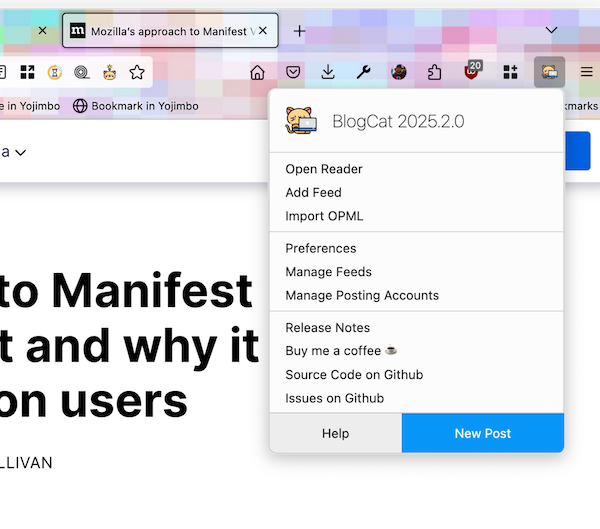 Mozilla's approach to Manifest V
20
e in Yojimbo
Bookmark in Yojimbo
kmarks
BlogCat 2025.2.0
a
Open Reader
Add Feed
Import OPML
Preferences
Manage Feeds
Manage Posting Accounts
to Manifest
Release Notes
t and why it
Buy me a coffee
Source Code on Github
on users
Issues on Github
Help
New Post
LLIVAN